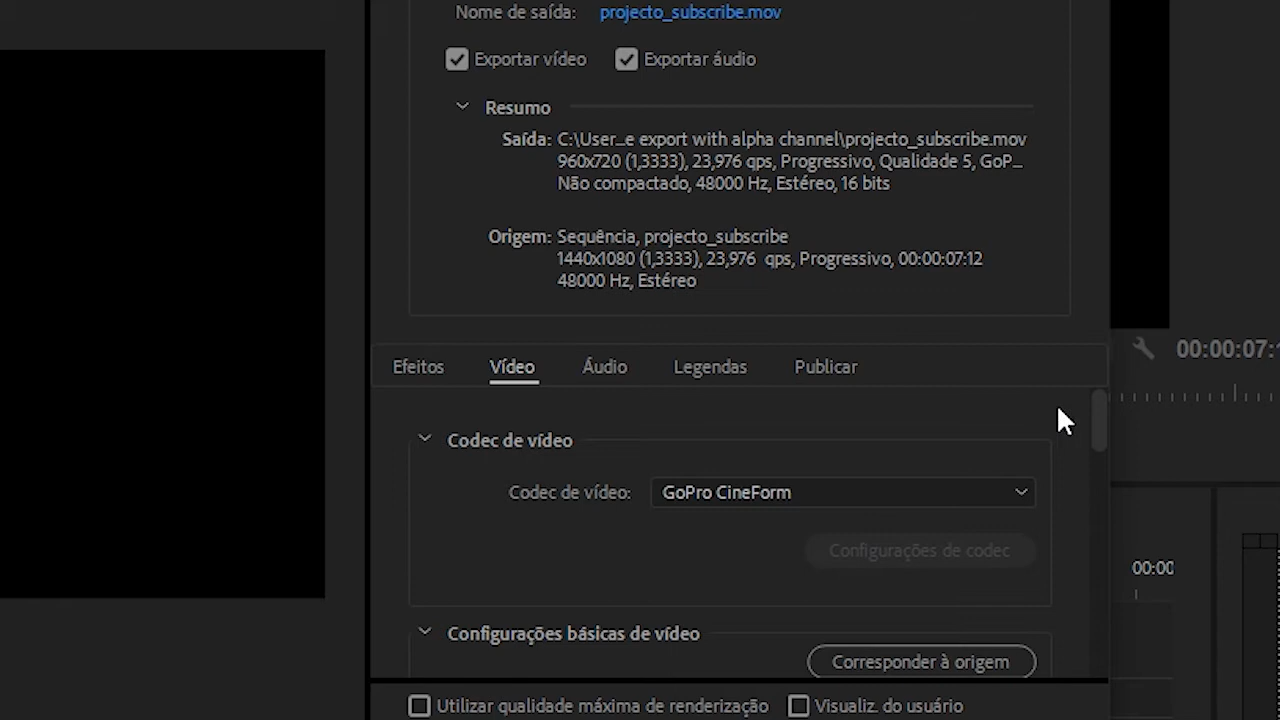 Nome de saída: projecto_subscribe.mov
Exportar vídeo Exportar áudio
Resumo
Saída: C:\User_e export with alpha channel\projecto_subscribe.mov
960x720 (1,3333), 23,976 qps, Progressivo, Qualidade 5, GoP...
Não compactado, 48000 Hz, Estéreo, 16 bits
Origem: Sequência, projecto_subscribe
1440x1080 (1,3333), 23,976 qps, Progressivo, 00:00:07:12
48000 Hz, Estéreo
00:00:07:1
Efeitos Vídeo Áudio Legendas Publicar
Codec de vídeo
Codec de vídeo: GoPro CineForm
Configurações de codec
00:00
Configurações básicas de vídeo
Corresponder à origem
Utilizar qualidade máxima de renderização Visualiz. do usuário